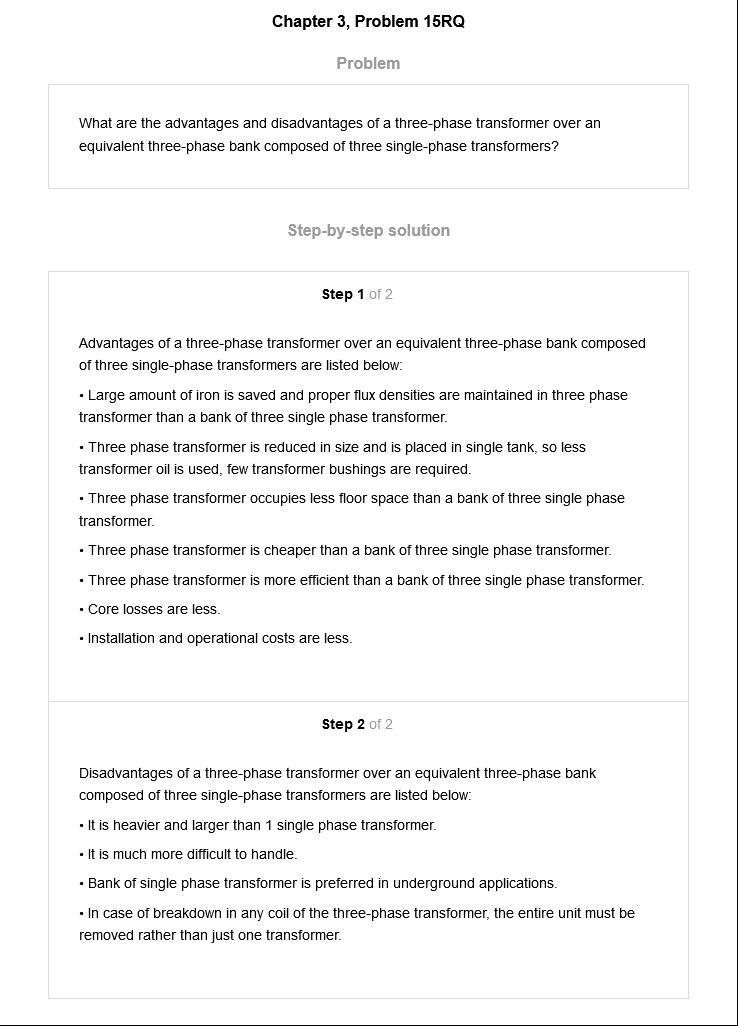 Chapter 3, Problem 15RQ
Problem
What are the advantages and disadvantages of a three-phase transformer over an
equivalent three-phase bank composed of three single-phase transformers?
Step-by-step solution
Step 1 of 2
Advantages of a three-phase transformer over an equivalent three-phase bank composed
of three single-phase transformers are listed below:
• Large amount of iron is saved and proper flux densities are maintained in three phase
transformer than a bank of three single phase transformer.
• Three phase transformer is reduced in size and is placed in single tank, so less
transformer oil is used, few transformer bushings are required.
• Three phase transformer occupies less floor space than a bank of three single phase
transformer.
• Three phase transformer is cheaper than a bank of three single phase transformer.
• Three phase transformer is more efficient than a bank of three single phase transformer.
• Core losses are less.
• Installation and operational costs are less.
Step 2 of 2
Disadvantages of a three-phase transformer over an equivalent three-phase bank
composed of three single-phase transformers are listed below:
• It is heavier and larger than 1 single phase transformer.
• It is much more difficult to handle.
• Bank of single phase transformer is preferred in underground applications.
• In case of breakdown in any coil of the three-phase transformer, the entire unit must be
removed rather than just one transformer.